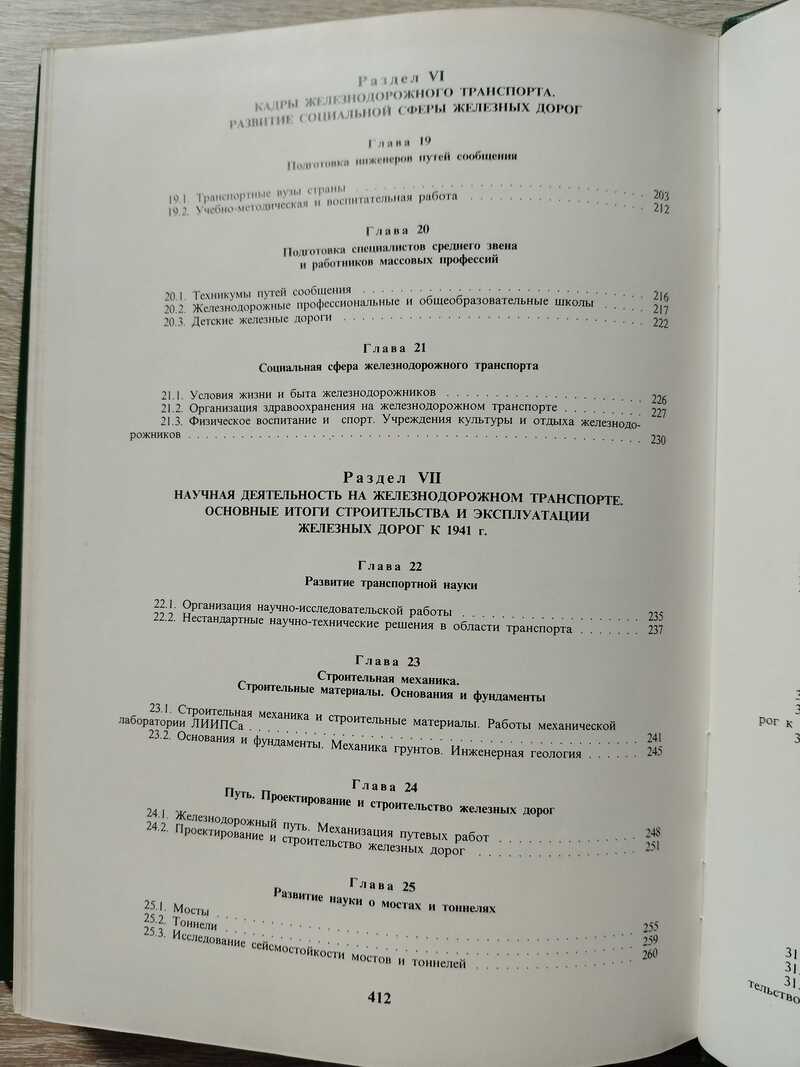 Раздел VI
КАДРЫ ЖЕЛЕЗНОДОРОЖНОГО ТРАНСПОРТА.
РАЗВИТИЕ СОЦИАЛЬНОЙ СФЕРЫ ЖЕЛЕЗНЫХ ДОРОГ
Глава 19
Подготовка инженеров путей сообщения
19.1. Транспортные вузы страны . . . . . 203
19.2. Учебно-методическая и воспитательная работа . . . . . 212
Глава 20
Подготовка специалистов среднего звена
и работников массовых профессий
20.1. Техникумы путей сообщения . . . . . 216
20.2. Железнодорожные профессиональные и общеобразовательные школы . . . . . 217
20.3. Детские железные дороги . . . . . 222
Глава 21
Социальная сфера железнодорожного транспорта
21.1. Условия жизни и быта железнодорожников . . . . . 226
21.2. Организация здравоохранения на железнодорожном транспорте . . . . . 227
21.3. Физическое воспитание и спорт. Учреждения культуры и отдыха железнодо-
рожников . . . . . 230
Раздел VII
НАУЧНАЯ ДЕЯТЕЛЬНОСТЬ НА ЖЕЛЕЗНОДОРОЖНОМ ТРАНСПОРТЕ.
ОСНОВНЫЕ ИТОГИ СТРОИТЕЛЬСТВА И ЭКСПЛУАТАЦИИ
ЖЕЛЕЗНЫХ ДОРОГ К 1941 г.
Глава 22
Развитие транспортной науки
22.1. Организация научно-исследовательской работы . . . . . 235
22.2. Нестандартные научно-технические решения в области транспорта . . . . . 237
Глава 23
Строительная механика.
Строительные материалы. Основания и фундаменты
23.1. Строительная механика и строительные материалы. Работы механической
лаборатории ЛИИПСа . . . . . 241
23.2. Основания и фундаменты. Механика грунтов. Инженерная геология . . . . . 245
Глава 24
Путь. Проектирование и строительство железных дорог
24.1. Железнодорожный путь. Механизация путевых работ . . . . . 248
24.2. Проектирование и строительство железных дорог . . . . . 251
Глава 25
Развитие науки о мостах и тоннелях
25.1. Мосты . . . . . 255
25.2. Тоннели . . . . . 259
25.3. Исследование сейсмостойкости мостов и тоннелей . . . . . 260
412
3
3
рог к
3
31
31
31
тельство